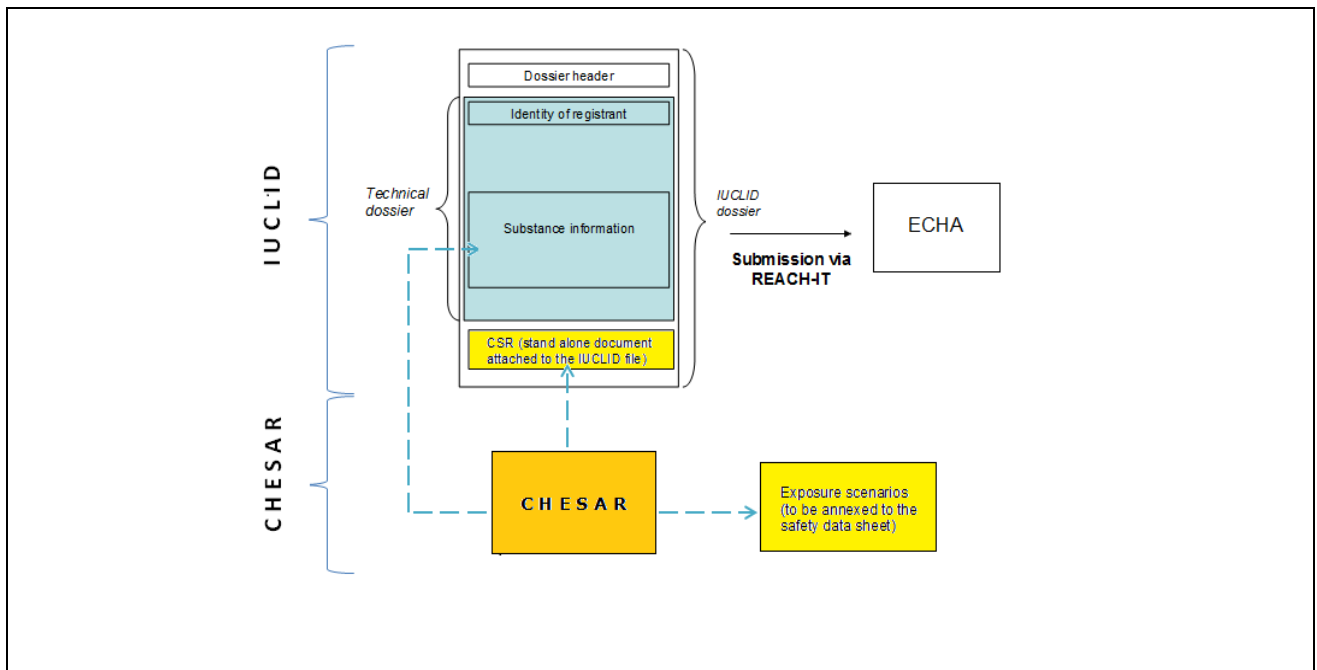 Dossier header
Identity of registrant
IUCLID
Technical
dossier
Substance information
IUCLID
dossier
Submission via
REACH-IT
ECHA
CSR (stand alone document
attached to the IUCLID file)
CHESAR
CHESAR
Exposure scenarios
(to be annexed to the
safety data sheet)